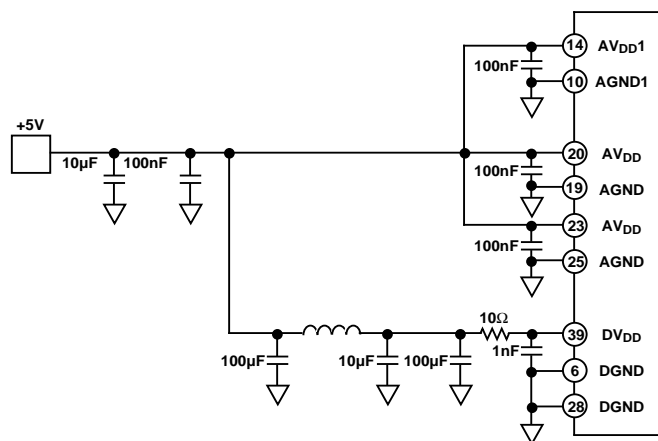 14 AVDD1
100nF
10 AGND1
+5V
10µF 100nF
20 AVDD
100nF
19 AGND
23 AVDD
100nF
25 AGND
10Ω
39 DVDD
100µF 10µF 100µF 1nF
6 DGND
28 DGND